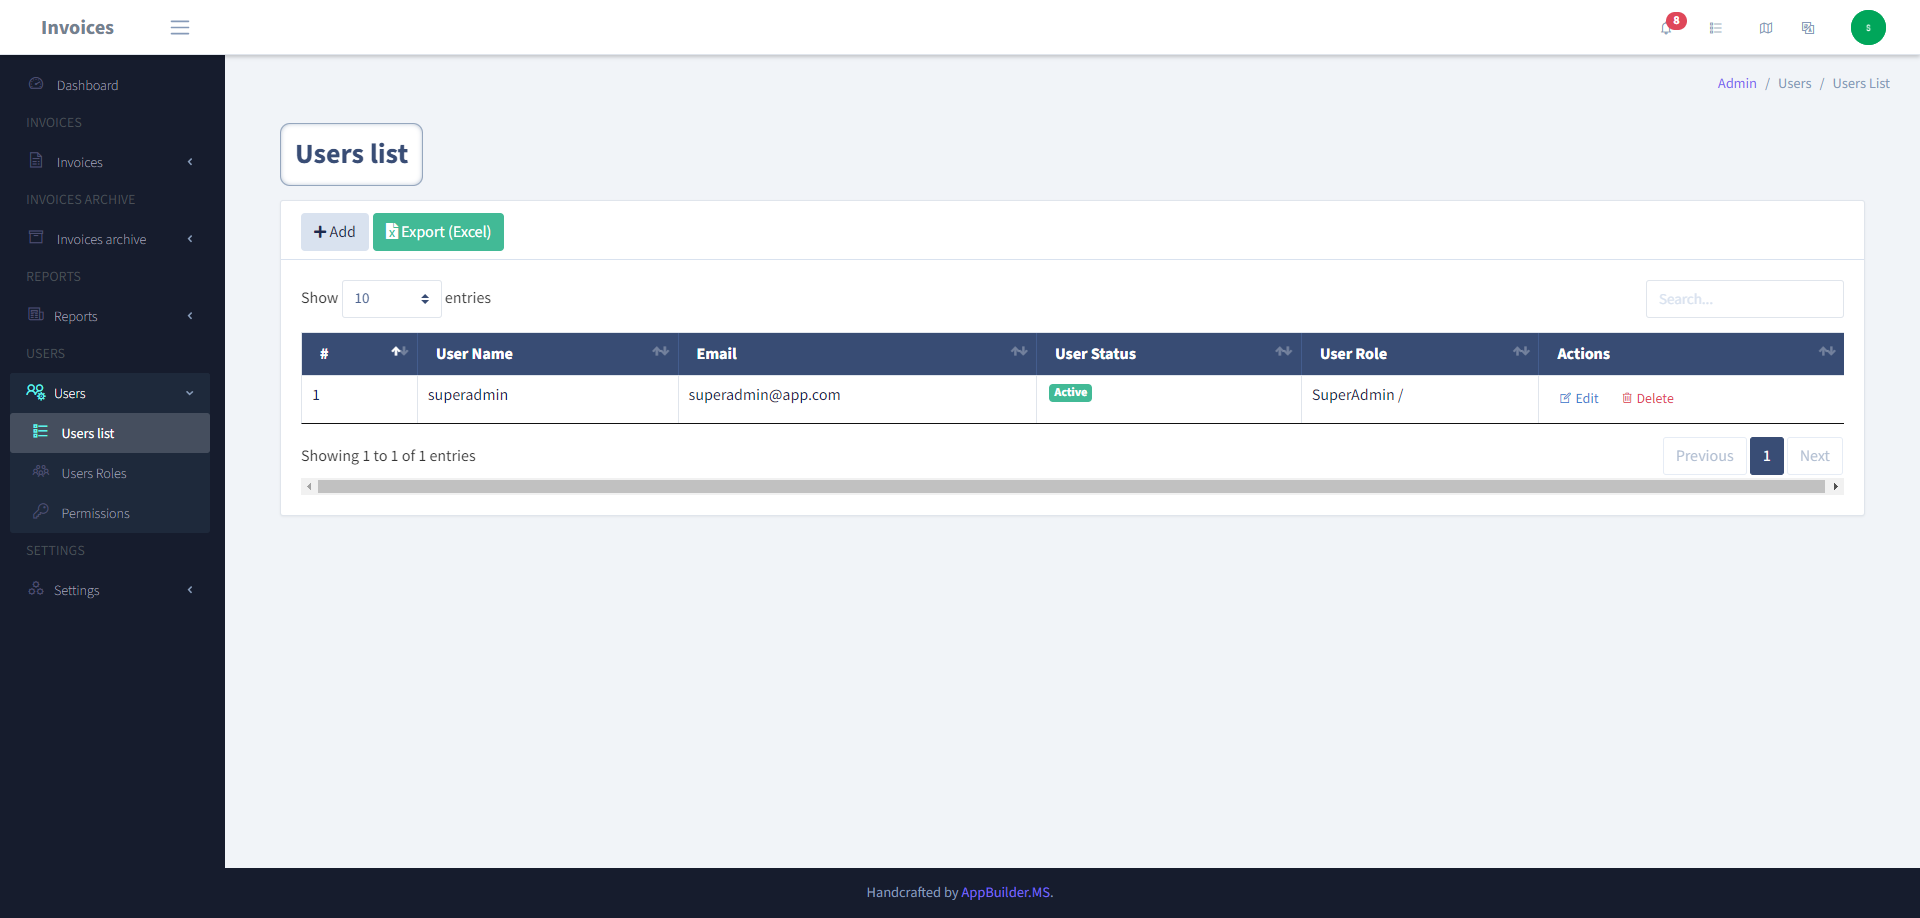 Invoices
8
S
Dashboard
INVOICES
Invoices
INVOICES ARCHIVE
Invoices archive
REPORTS
Reports
USERS
Users
Users list
Users Roles
Permissions
SETTINGS
Settings
Admin / Users / Users List
Users list
Add Export (Excel)
Show 10 entries
Search...
# User Name Email User Status User Role Actions
1 superadmin superadmin@app.com Active SuperAdmin / Edit Delete
Showing 1 to 1 of 1 entries
Previous 1 Next
Handcrafted by AppBuilder.MS.